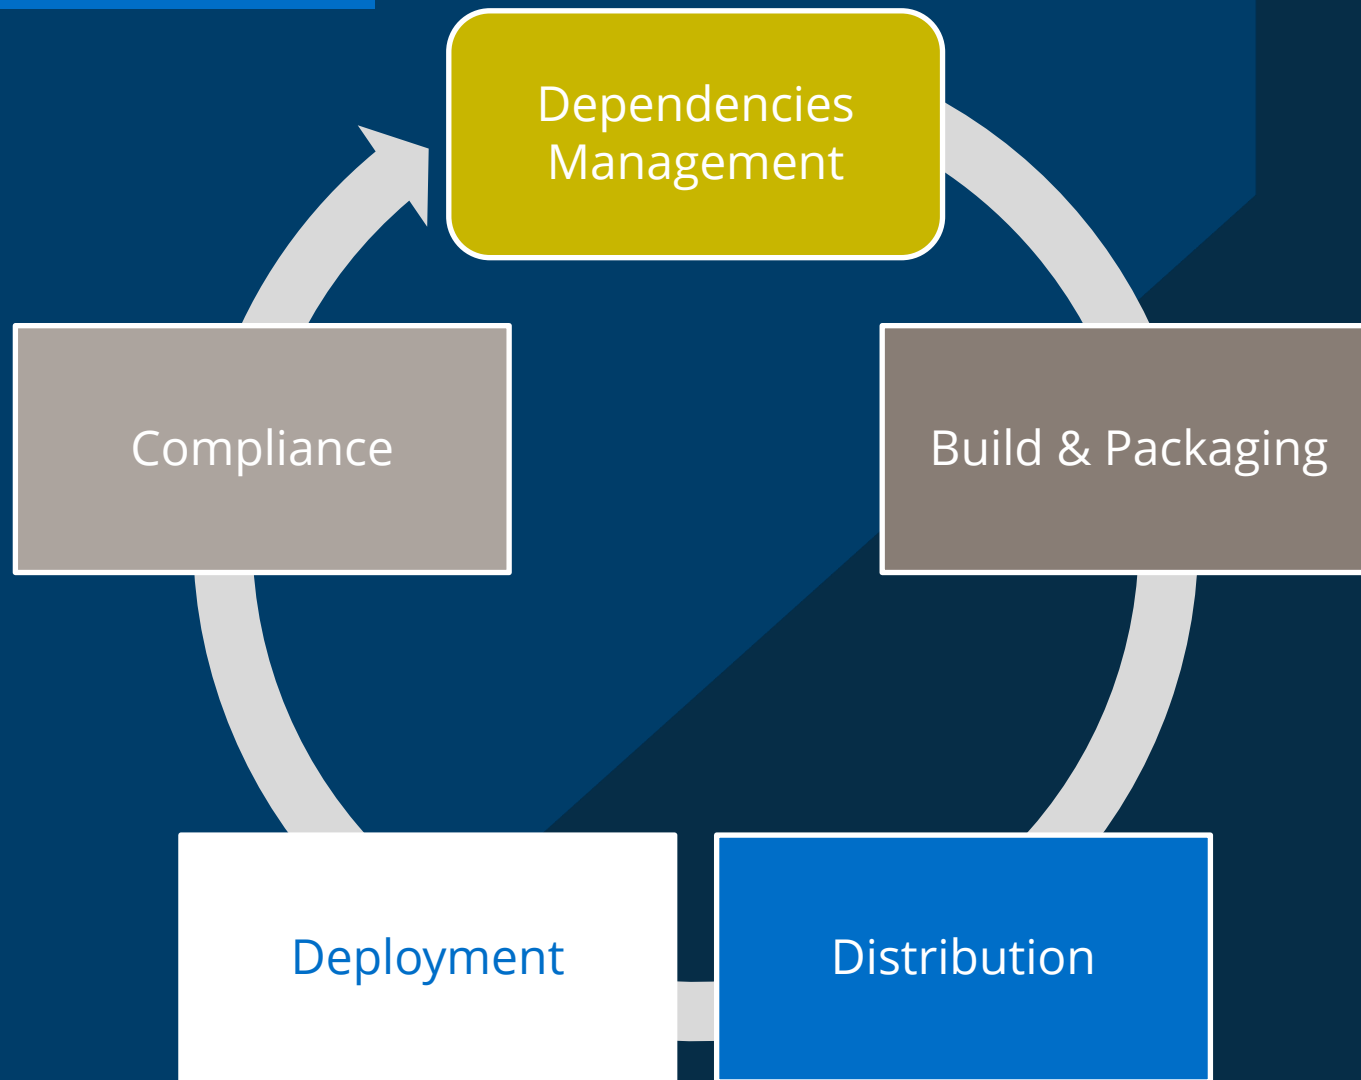 Dependencies
Management
Compliance
Build & Packaging
Deployment
Distribution